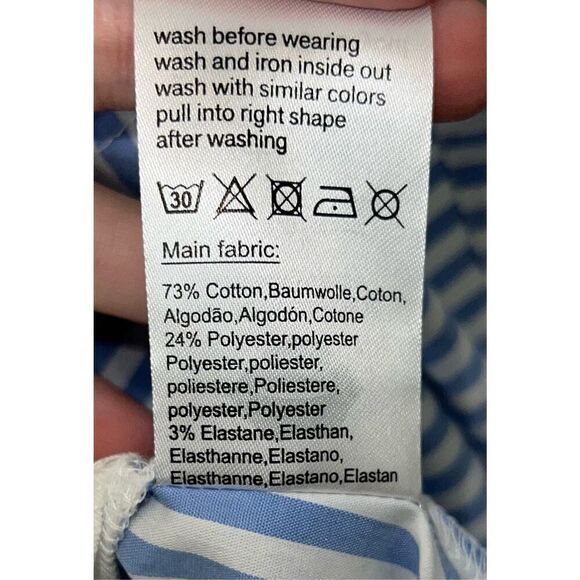 wash before wearing
wash and iron inside out
wash with similar colors
pull into right shape
after washing
30
Main fabric:
73% Cotton,Baumwolle,Coton,
Algodão,Algodón,Cotone
24% Polyester,polyester
Polyester,poliester,
poliestere,Poliestere,
polyester,Polyester
3% Elastane,Elasthan,
Elasthanne,Elastano,
Elasthanne,Elastano,Elastan